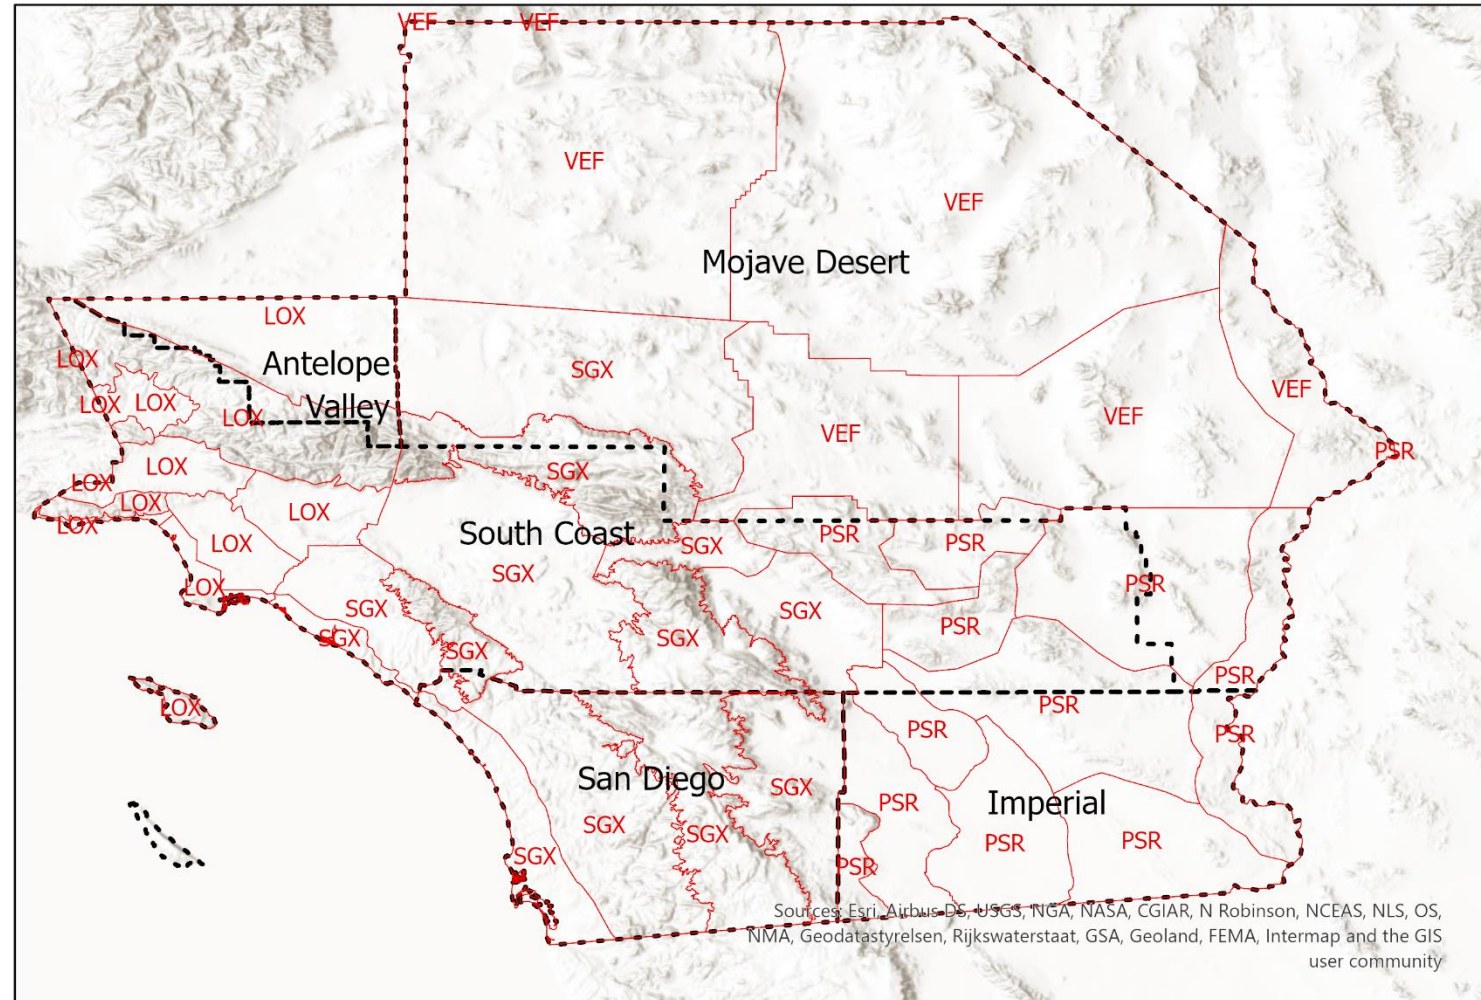 VEF
VEF
VEF
VEF
Mojave Desert
LOX
Antelope
Valley
LOX
SGX
LOX
LOX
LOX
VEF
VEF
VEF
PSR
LOX
SGX
LOX
LOX
LOX
LOX
South Coast
LOX
SGX
PSR
PSR
SGX
LOX
PSR
SGX
SGX
SGX
PSR
SGX
SGX
PSR
LOX
PSR
PSR
PSR
San Diego
SGX
PSR
Imperial
SGX
SGX
PSR
PSR
SGX
PSR
Sources: Esri, Airbus DS, USGS, NGA, NASA, CGIAR, N Robinson, NCEAS, NLS, OS,
NMA, Geodatastyrelsen, Rijkswaterstaat, GSA, Geoland, FEMA, Intermap and the GIS
user community